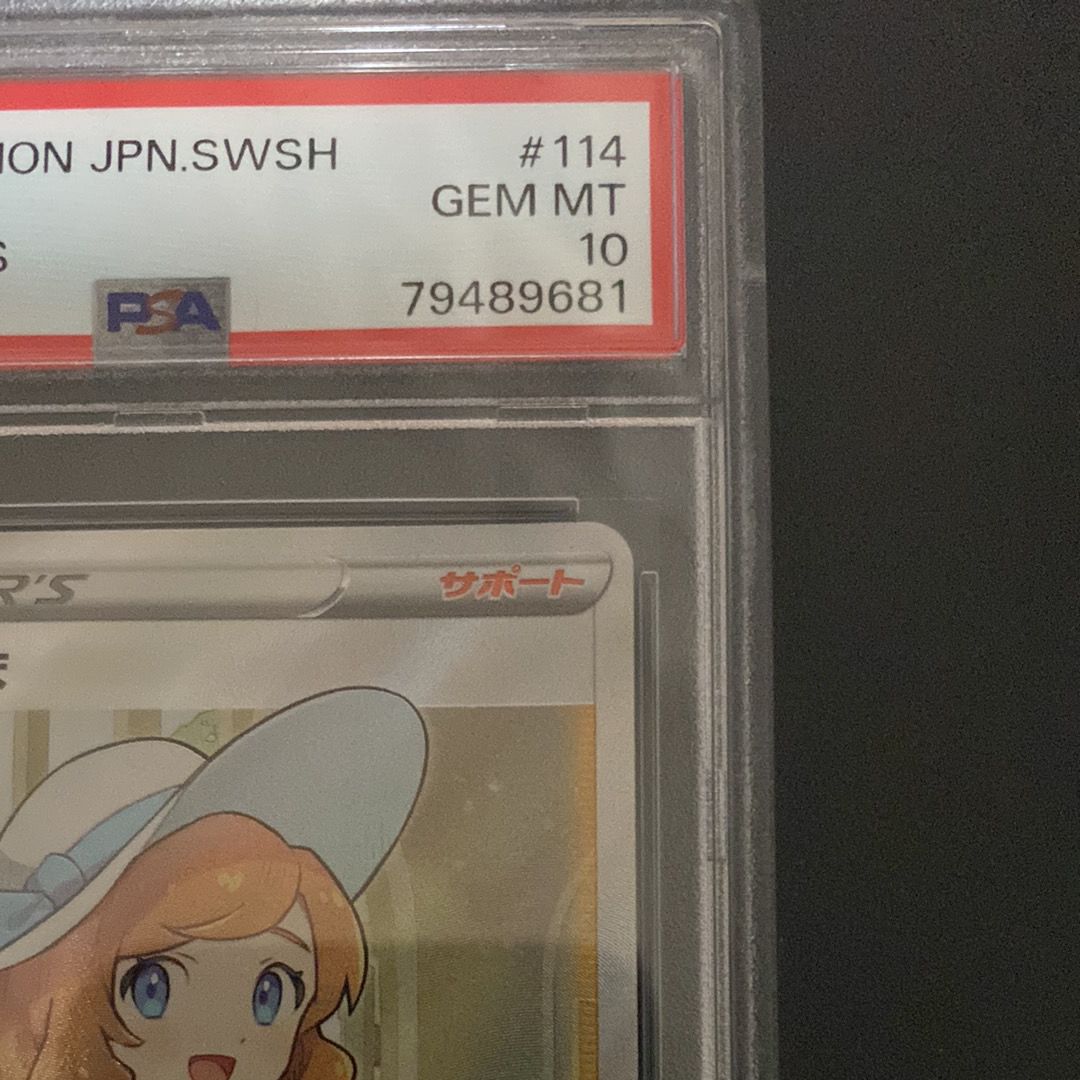 ION JPN.SWSH #114
GEM MT
S 10
PSA 79489681
R'S サポート